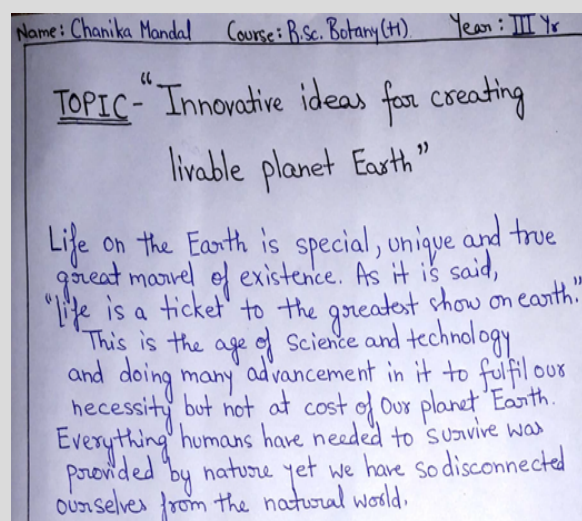 Name: Chanika Mandal Course: B.Sc. Botany (H) Year: III Yr
TOPIC - "Innovative ideas for creating
livable planet Earth"
Life on the Earth is special, unique and true
great marvel of existence. As it is said,
"life is a ticket to the greatest show on earth."
This is the age of Science and technology
and doing many advancement in it to fulfil our
necessity but not at cost of Our planet Earth.
Everything humans have needed to survive was
provided by nature yet we have so disconnected
ourselves from the natural world.